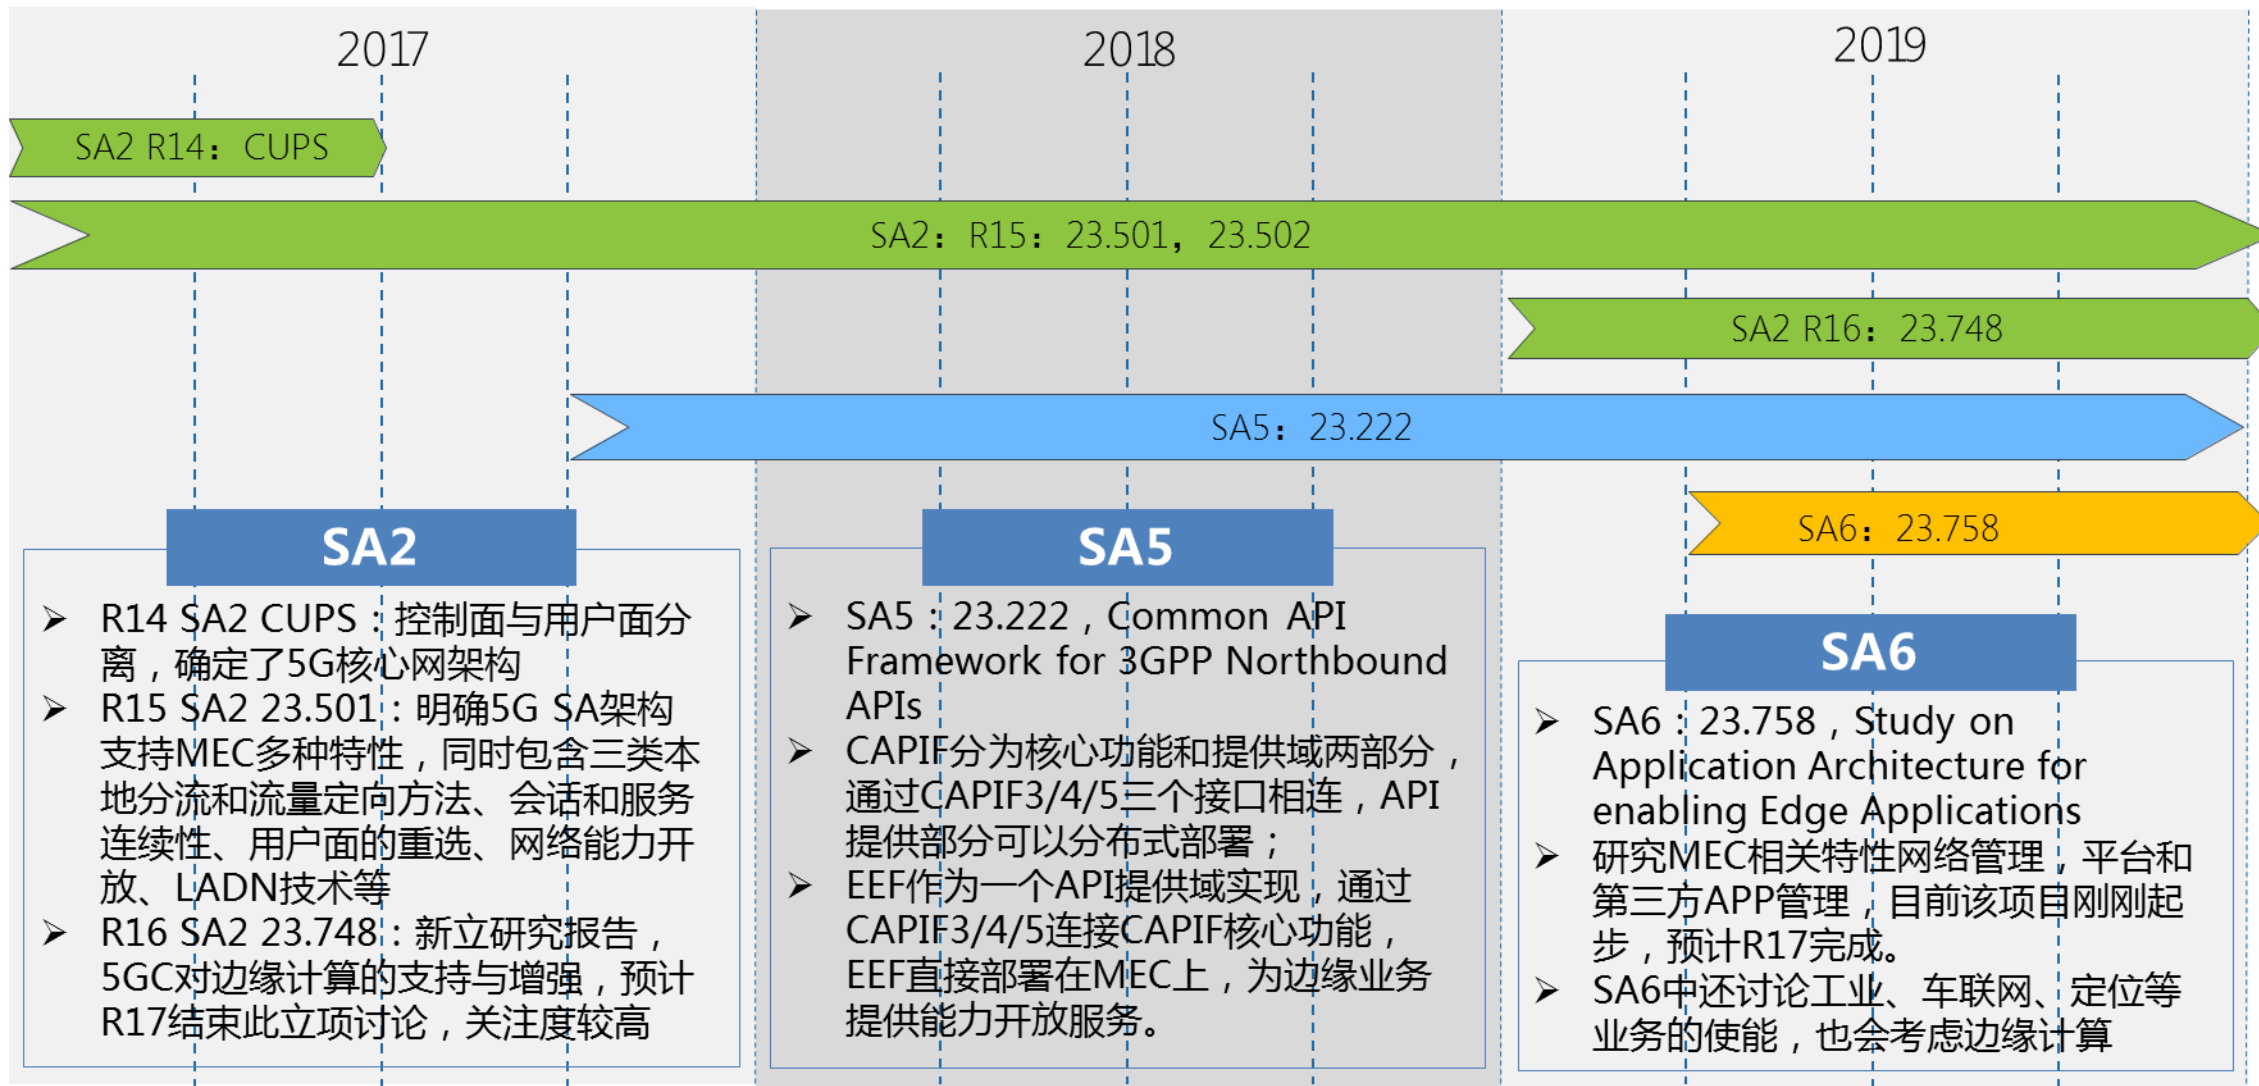 2017
2018
2019
SA2 R14：CUPS
SA2：R15：23.501，23.502
SA2 R16：23.748
SA5：23.222
SA6：23.758
SA2
➢ R14 SA2 CUPS：控制面与用户面分
离，确定了5G核心网架构
➢ R15 SA2 23.501：明确5G SA架构
支持MEC多种特性，同时包含三类本
地分流和流量定向方法、会话和服务
连续性、用户面的重选、网络能力开
放、LADN技术等
➢ R16 SA2 23.748：新立研究报告，
5GC对边缘计算的支持与增强，预计
R17结束此立项讨论，关注度较高
SA5
➢ SA5：23.222，Common API
Framework for 3GPP Northbound
APIs
➢ CAPIF分为核心功能和提供域两部分，
通过CAPIF3/4/5三个接口相连，API
提供部分可以分布式部署；
➢ EEF作为一个API提供域实现，通过
CAPIF3/4/5连接CAPIF核心功能，
EEF直接部署在MEC上，为边缘业务
提供能力开放服务。
SA6
➢ SA6：23.758，Study on
Application Architecture for
enabling Edge Applications
➢ 研究MEC相关特性网络管理，平台和
第三方APP管理，目前该项目刚刚起
步，预计R17完成。
➢ SA6中还讨论工业、车联网、定位等
业务的使能，也会考虑边缘计算